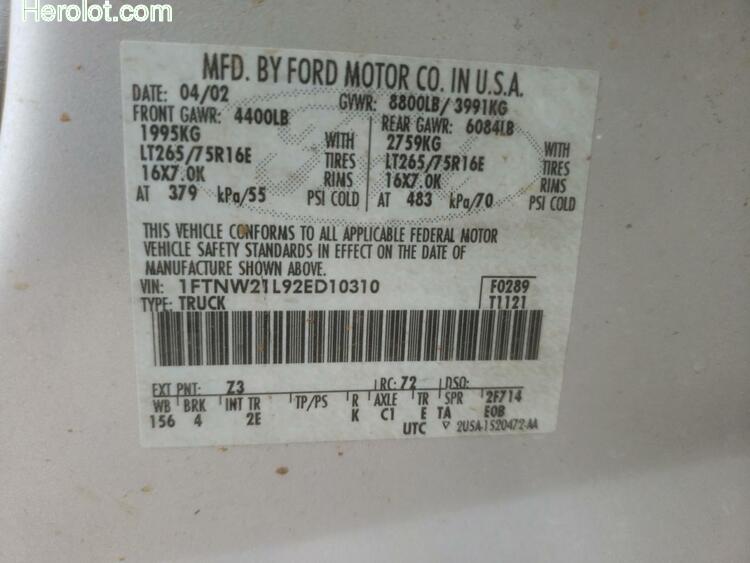 Herolot.com
MFD. BY FORD MOTOR CO. IN U.S.A.
DATE: 04/02 GVWR: 8800LB/ 3991KG
FRONT GAWR: 4400LB REAR GAWR: 6084LB
1995KG WITH 2759KG WITH
LT265/75R16E TIRES LT265/75R16E TIRES
16X7.0K RIMS 16X7.0K RIMS
AT 379 kPa/55 PSI COLD AT 483 kPa/70 PSI COLD
THIS VEHICLE CONFORMS TO ALL APPLICABLE FEDERAL MOTOR
VEHICLE SAFETY STANDARDS IN EFFECT ON THE DATE OF
MANUFACTURE SHOWN ABOVE.
VIN: 1FTNW21L92ED10310 F0289
TYPE: TRUCK T1121
EXT PNT: Z3 RC: 72 DSO:
WB BRK INT TR TP/PS R AXLE TR SPR 2F714
156 4 2E K C1 E TA E0B
UTC ▽ 2U5A-1520472-AA